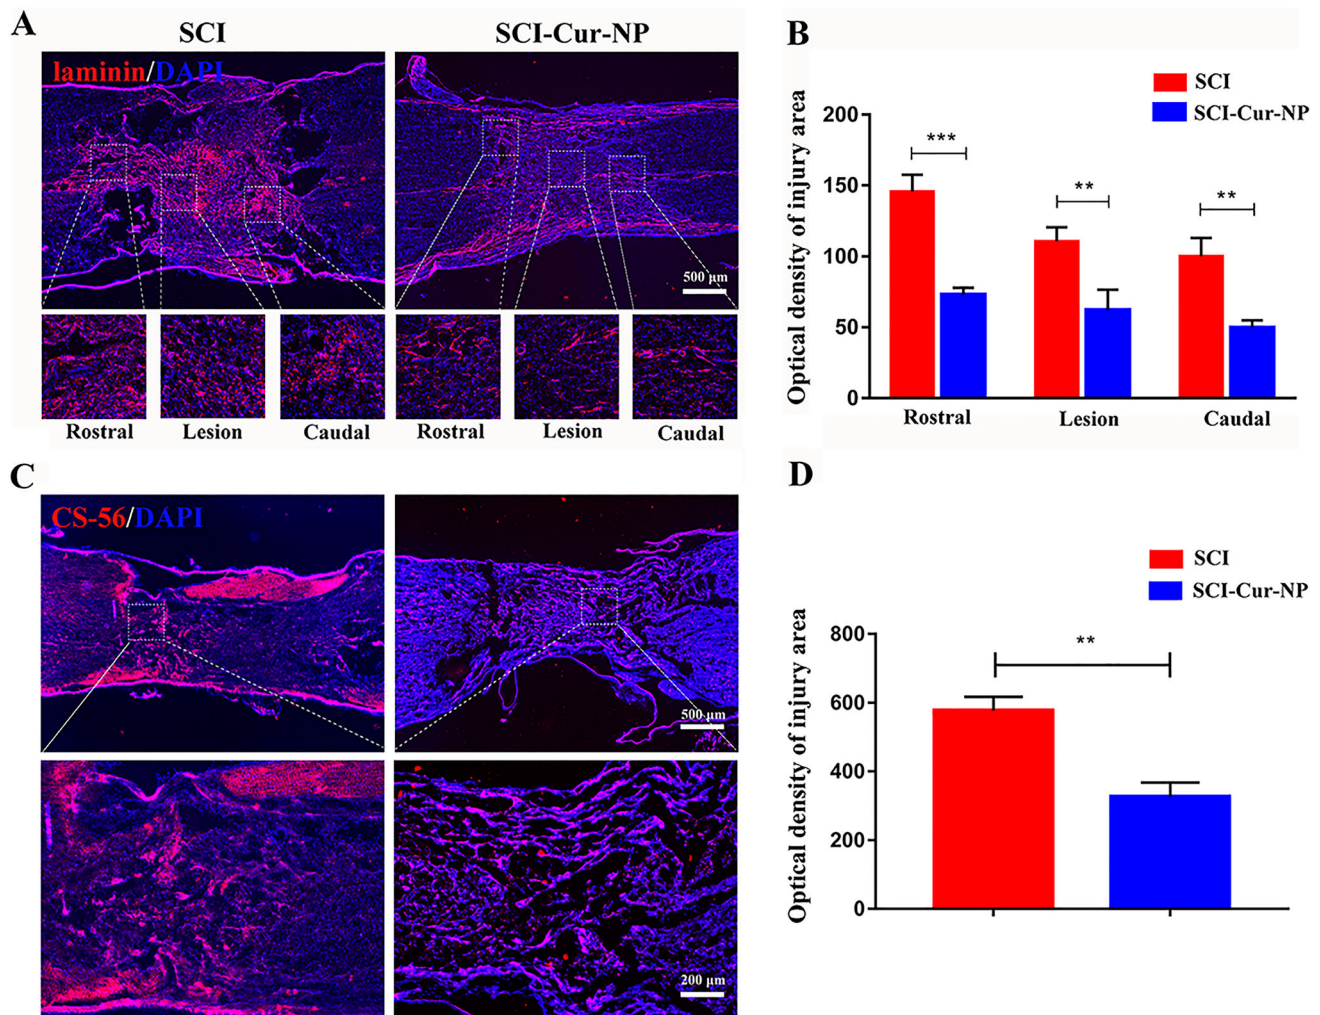 A
SCI
SCI-Cur-NP
laminin/DAPI
500 μm
Rostral
Lesion
Caudal
Rostral
Lesion
Caudal
B
SCI
SCI-Cur-NP
Optical density of injury area
200
150
100
50
0
***
**
**
Rostral
Lesion
Caudal
C
CS-56/DAPI
500 μm
200 μm
D
SCI
SCI-Cur-NP
Optical density of injury area
800
600
400
200
0
**